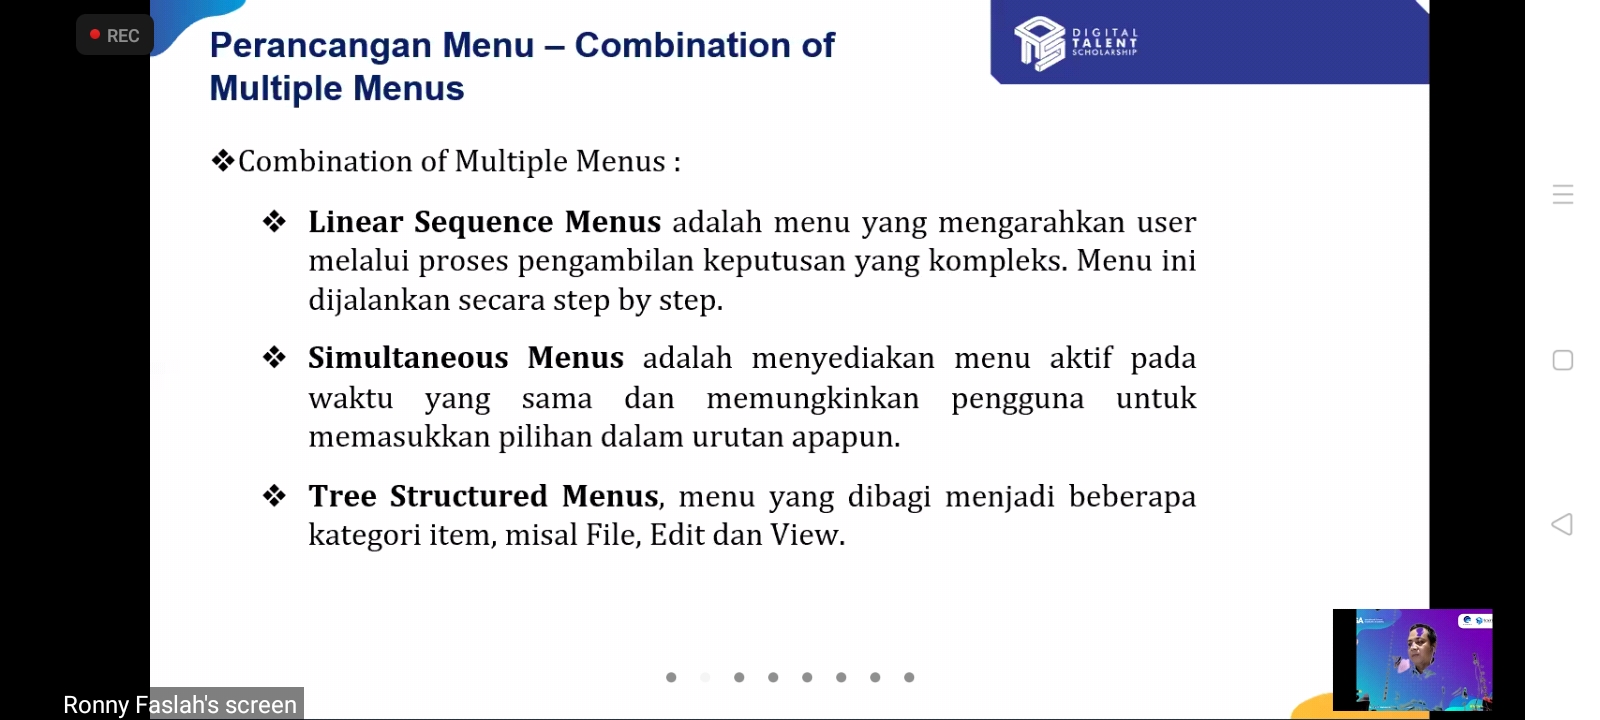 REC
Perancangan Menu – Combination of
Multiple Menus
DIGITAL
TALENT
SCHOLARSHIP
❖Combination of Multiple Menus :
❖ Linear Sequence Menus adalah menu yang mengarahkan user
melalui proses pengambilan keputusan yang kompleks. Menu ini
dijalankan secara step by step.
❖ Simultaneous Menus adalah menyediakan menu aktif pada
waktu yang sama dan memungkinkan pengguna untuk
memasukkan pilihan dalam urutan apapun.
❖ Tree Structured Menus, menu yang dibagi menjadi beberapa
kategori item, misal File, Edit dan View.
Ronny Faslah's screen